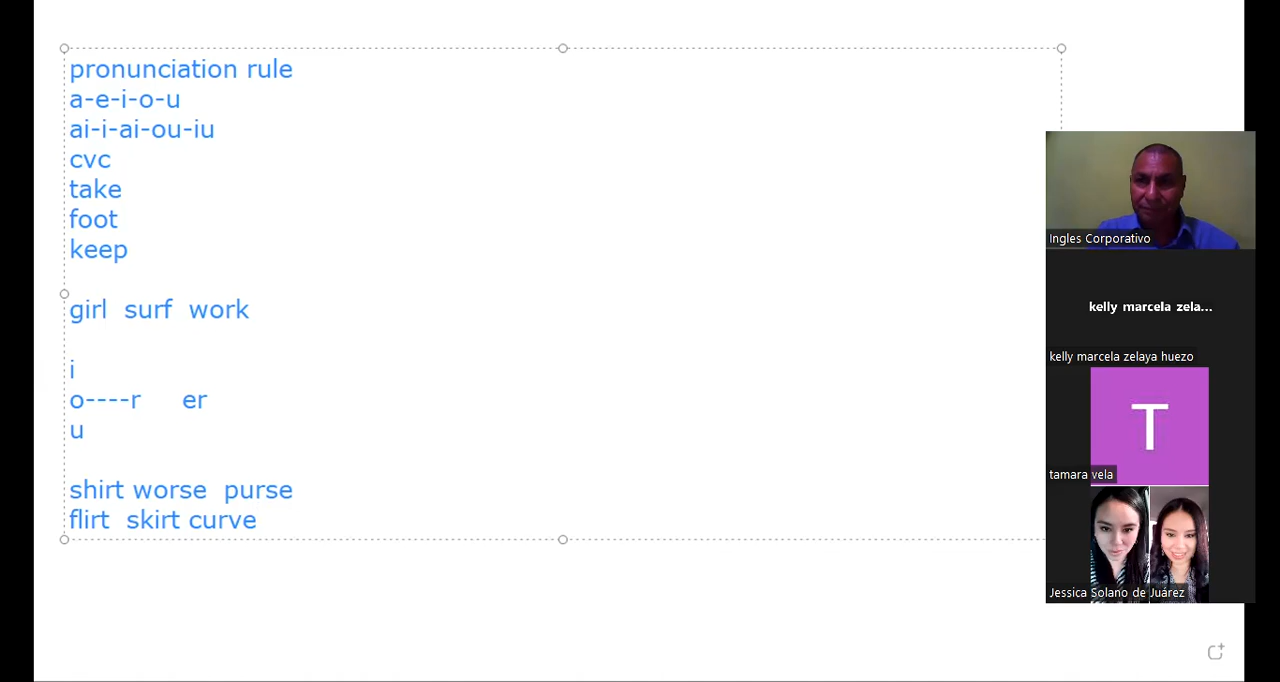 pronunciation rule
a-e-i-o-u
ai-i-ai-ou-iu
cvc
take
foot
keep
girl surf work
i
o----r er
u
shirt worse purse
flirt skirt curve
Ingles Corporativo
kelly marcela zela...
kelly marcela zelaya huezo
T
tamara vela
Jessica Solano de Juárez